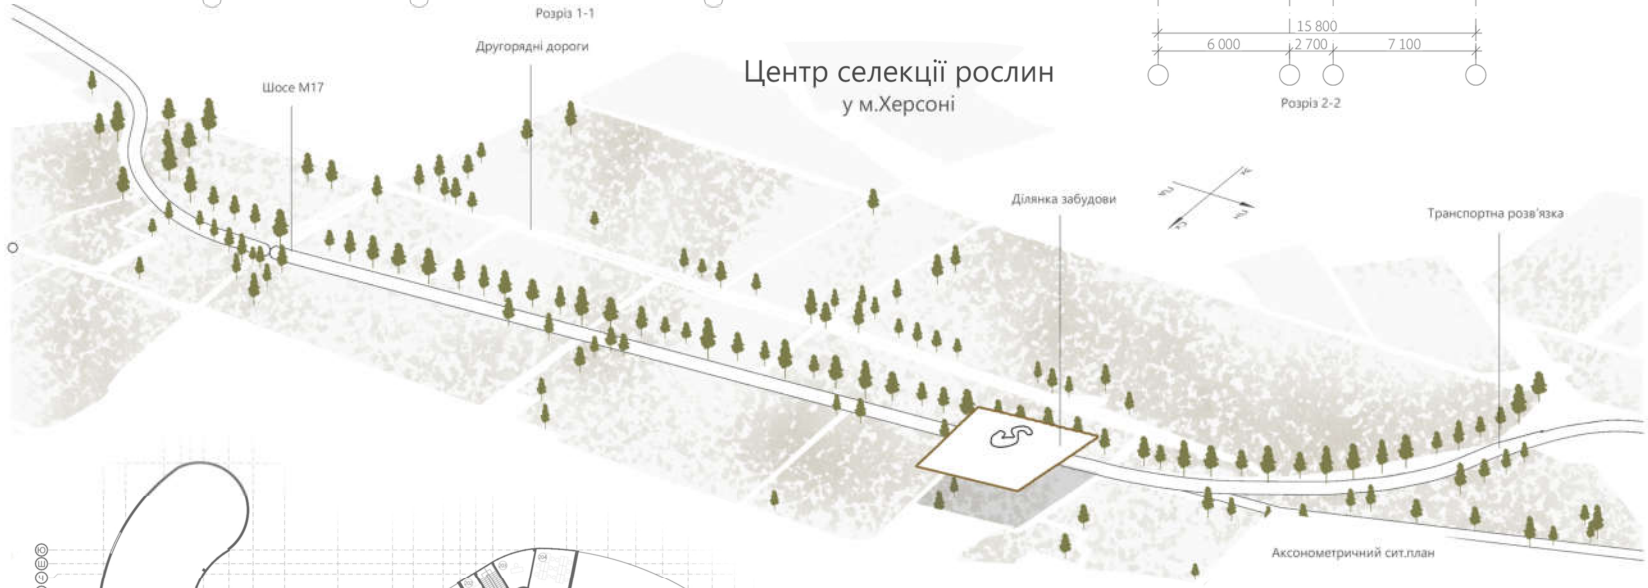 Розріз 1-1
15 800
6 000
2 700
7 100
Розріз 2-2
Другорядні дороги
Центр селекції рослин
у м.Херсоні
Шосе М17
Ділянка забудови
Транспортна розв'язка
Аксонометричний сит.план